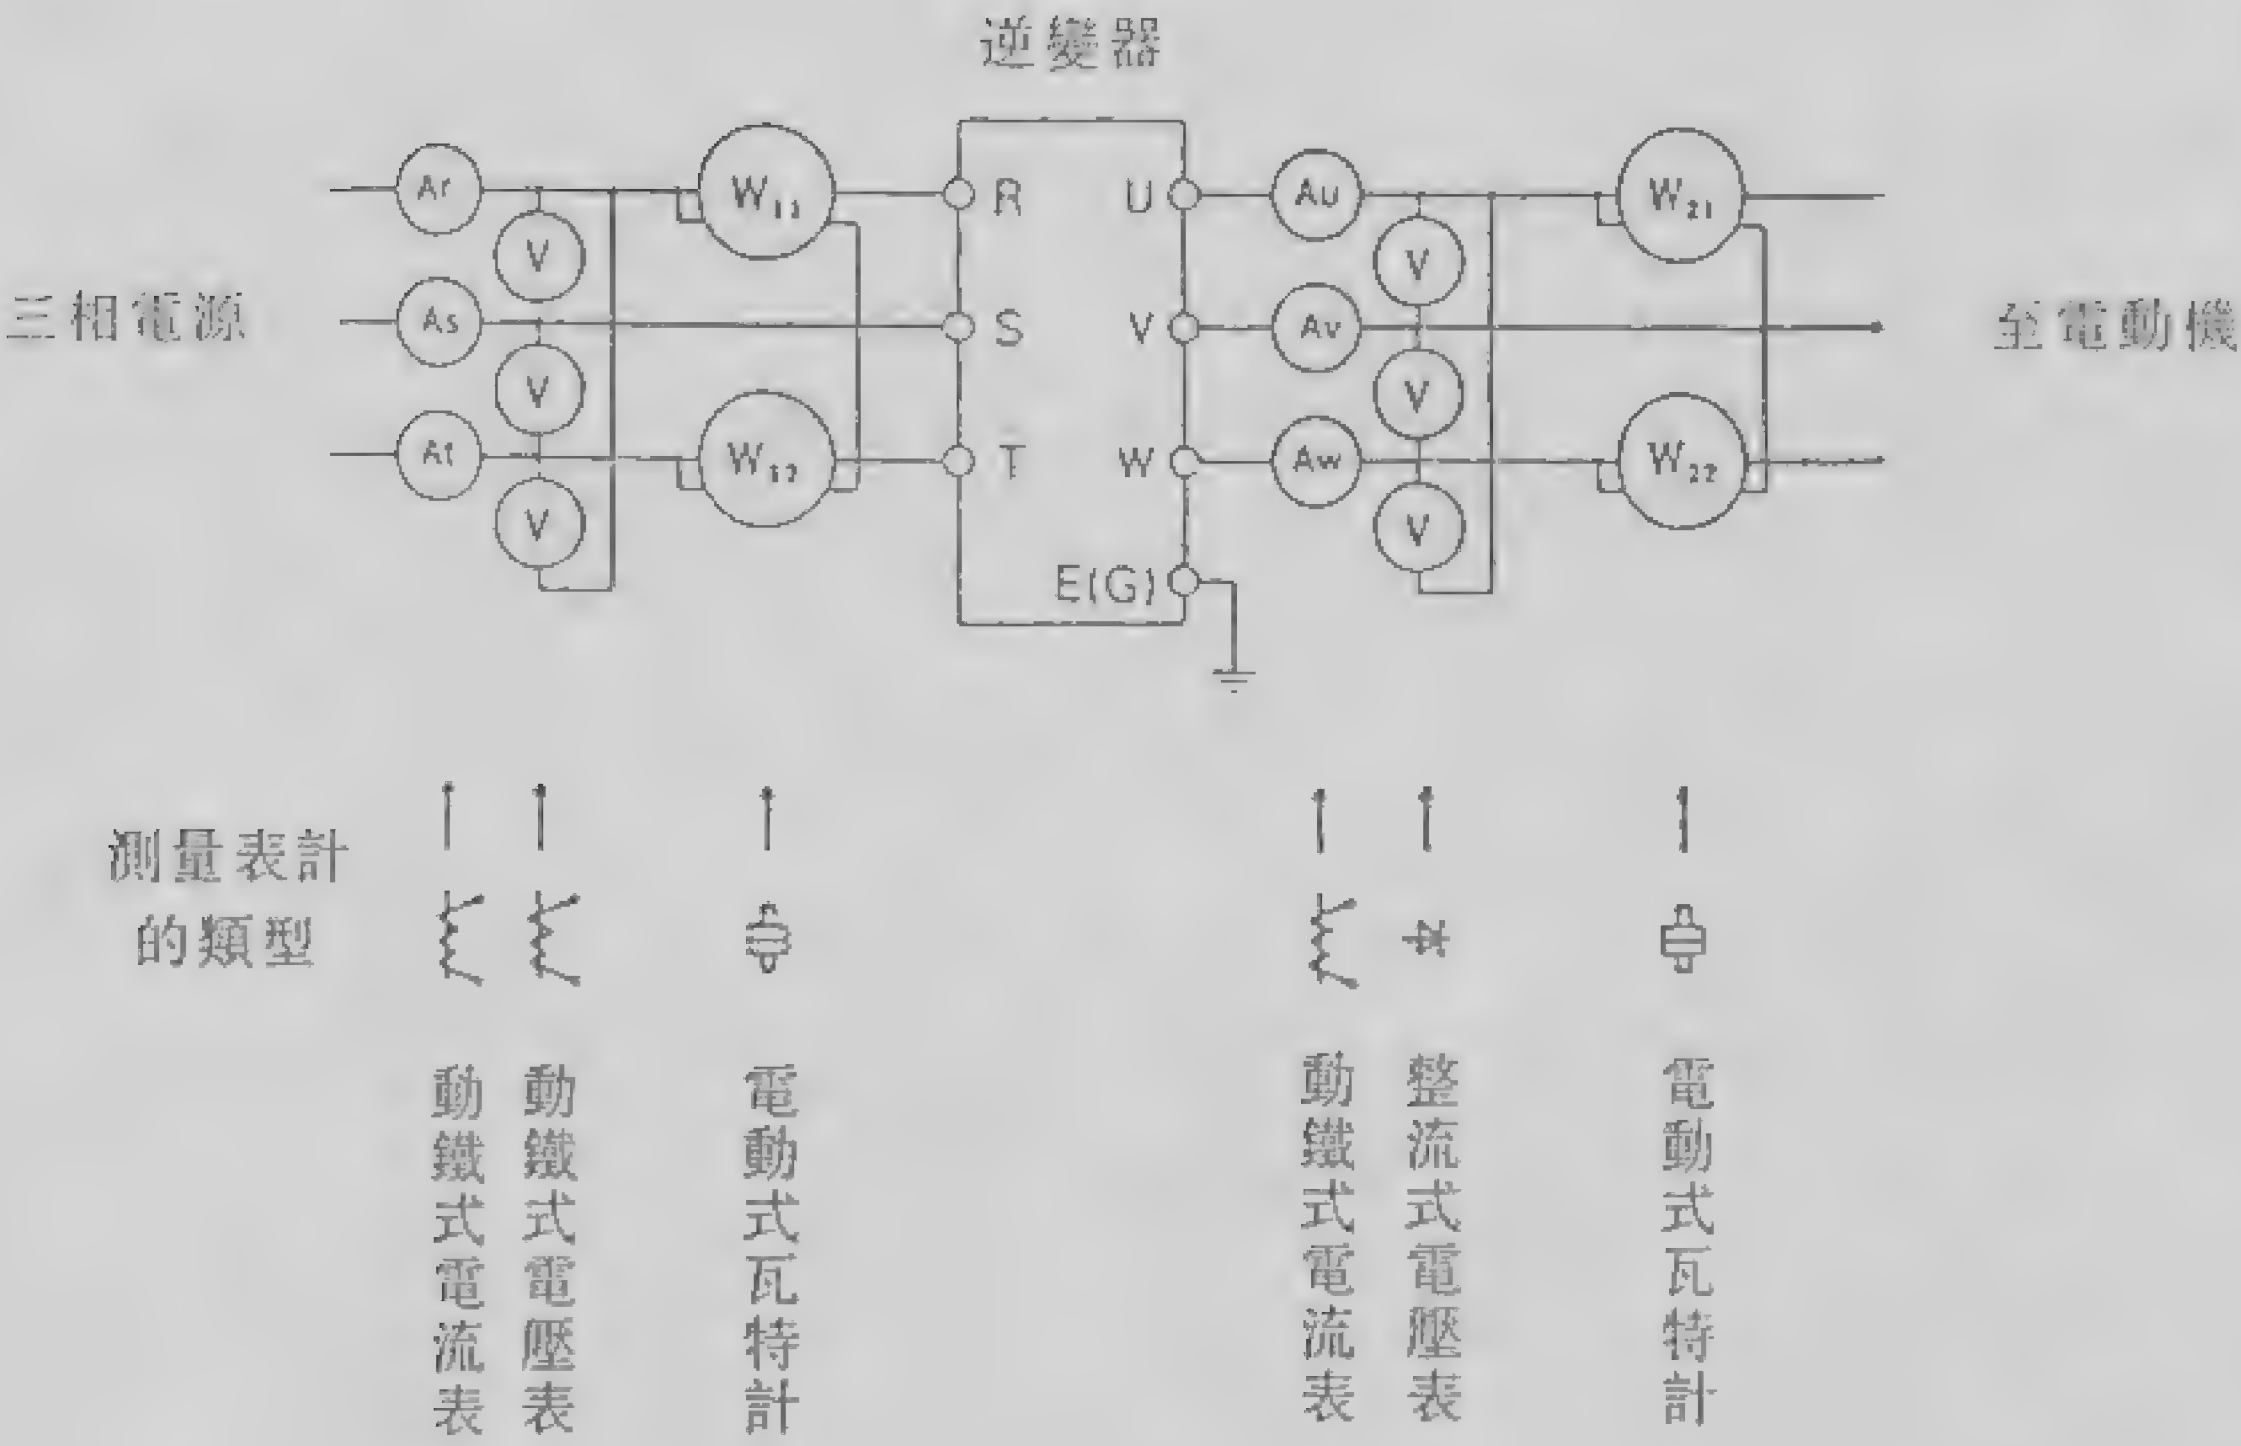 逆變器
Ar
W11
R
U
Au
W21
V
V
三相電源
As
S
V
Av
至電動機
V
V
At
W12
T
W
Aw
W22
V
V
E(G)
測量表計
的類型
動鐵式電流表
動鐵式電壓表
電動式瓦特計
動鐵式電流表
整流式電壓表
電動式瓦特計